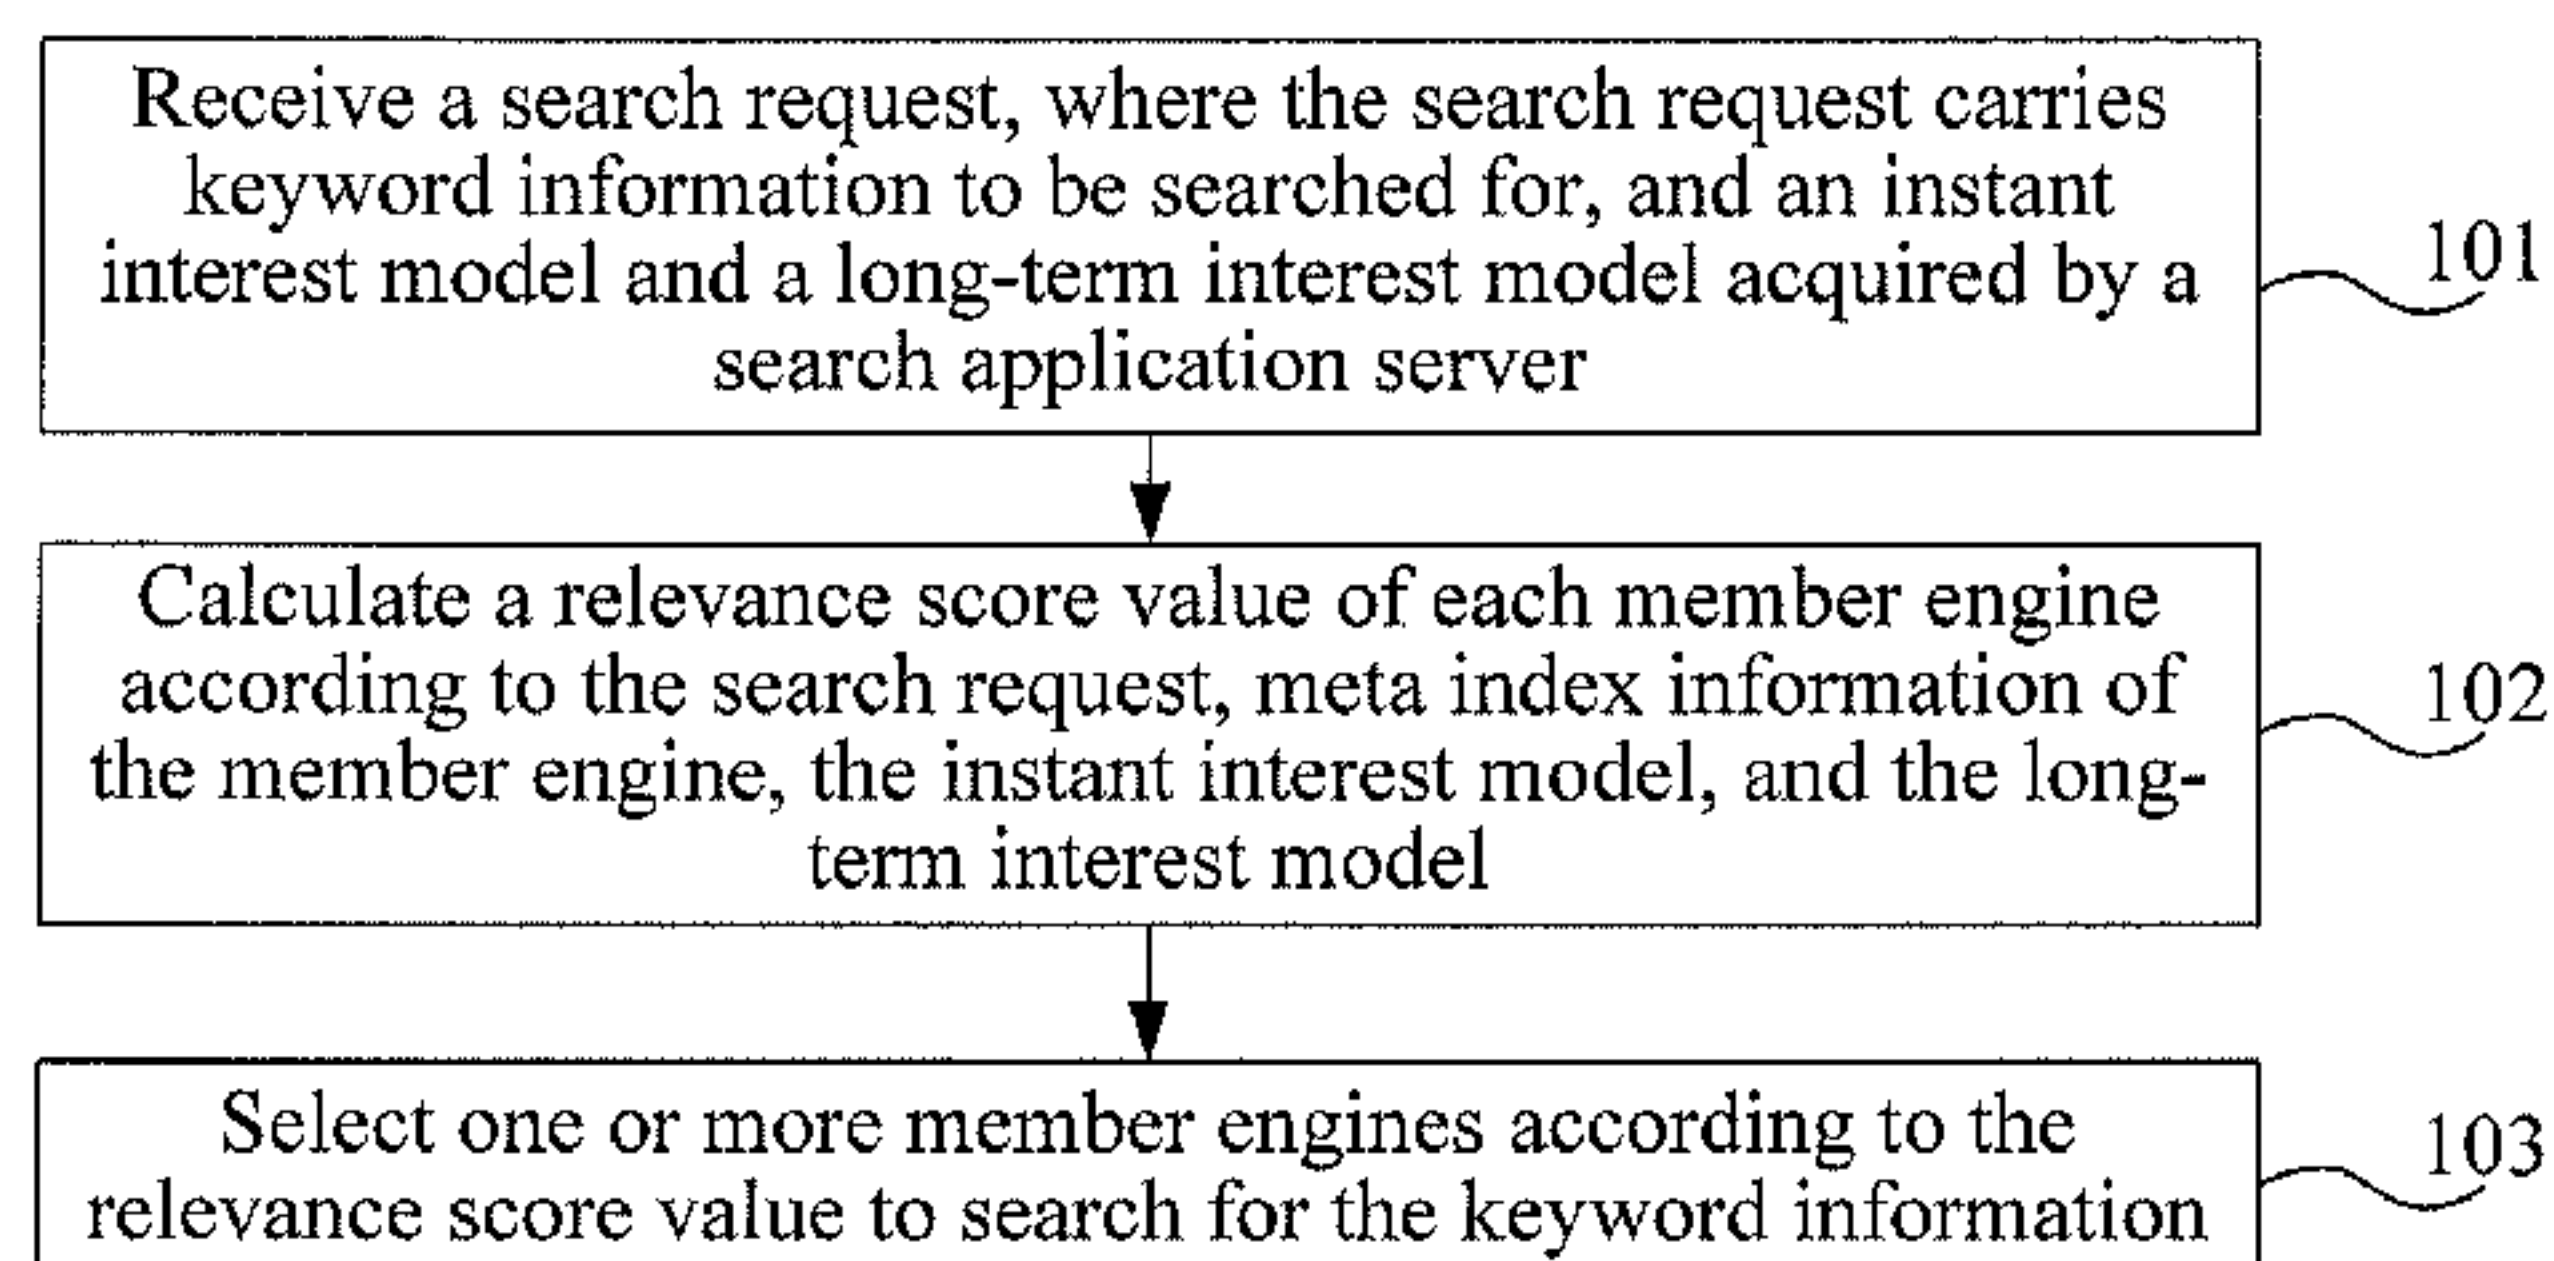 Receive a search request, where the search request carries
keyword information to be searched for, and an instant
interest model and a long-term interest model acquired by a
search application server
101
Calculate a relevance score value of each member engine
according to the search request, meta index information of
the member engine, the instant interest model, and the long-
term interest model
102
Select one or more member engines according to the
relevance score value to search for the keyword information
103